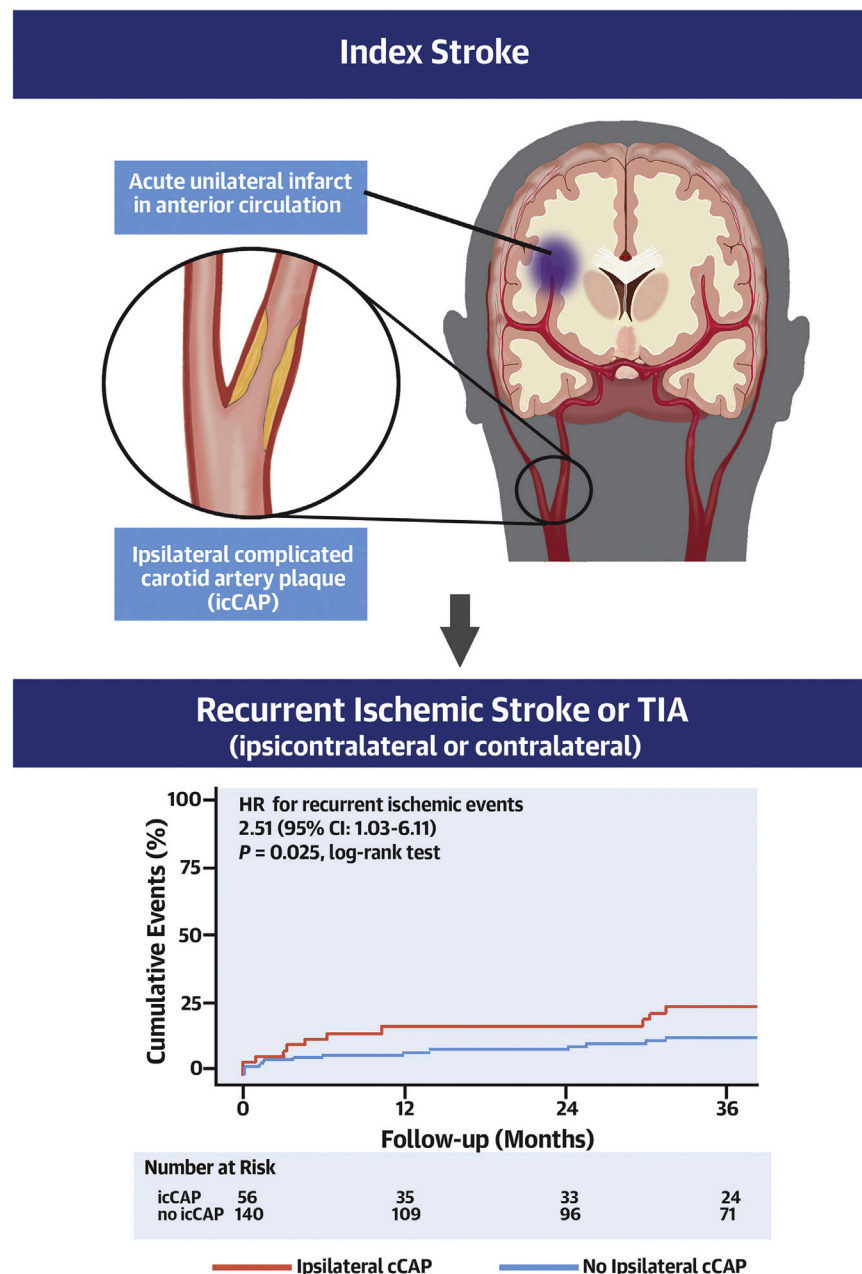 Index Stroke
Acute unilateral infarct
in anterior circulation
Ipsilateral complicated
carotid artery plaque
(icCAP)
Recurrent Ischemic Stroke or TIA
(ipsicontralateral or contralateral)
HR for recurrent ischemic events
2.51 (95% CI: 1.03-6.11)
P = 0.025, log-rank test
Cumulative Events (%)
100
75
50
25
0
0 12 24 36
Follow-up (Months)
Number at Risk
icCAP 56 35 33 24
no icCAP 140 109 96 71
Ipsilateral cCAP No Ipsilateral cCAP